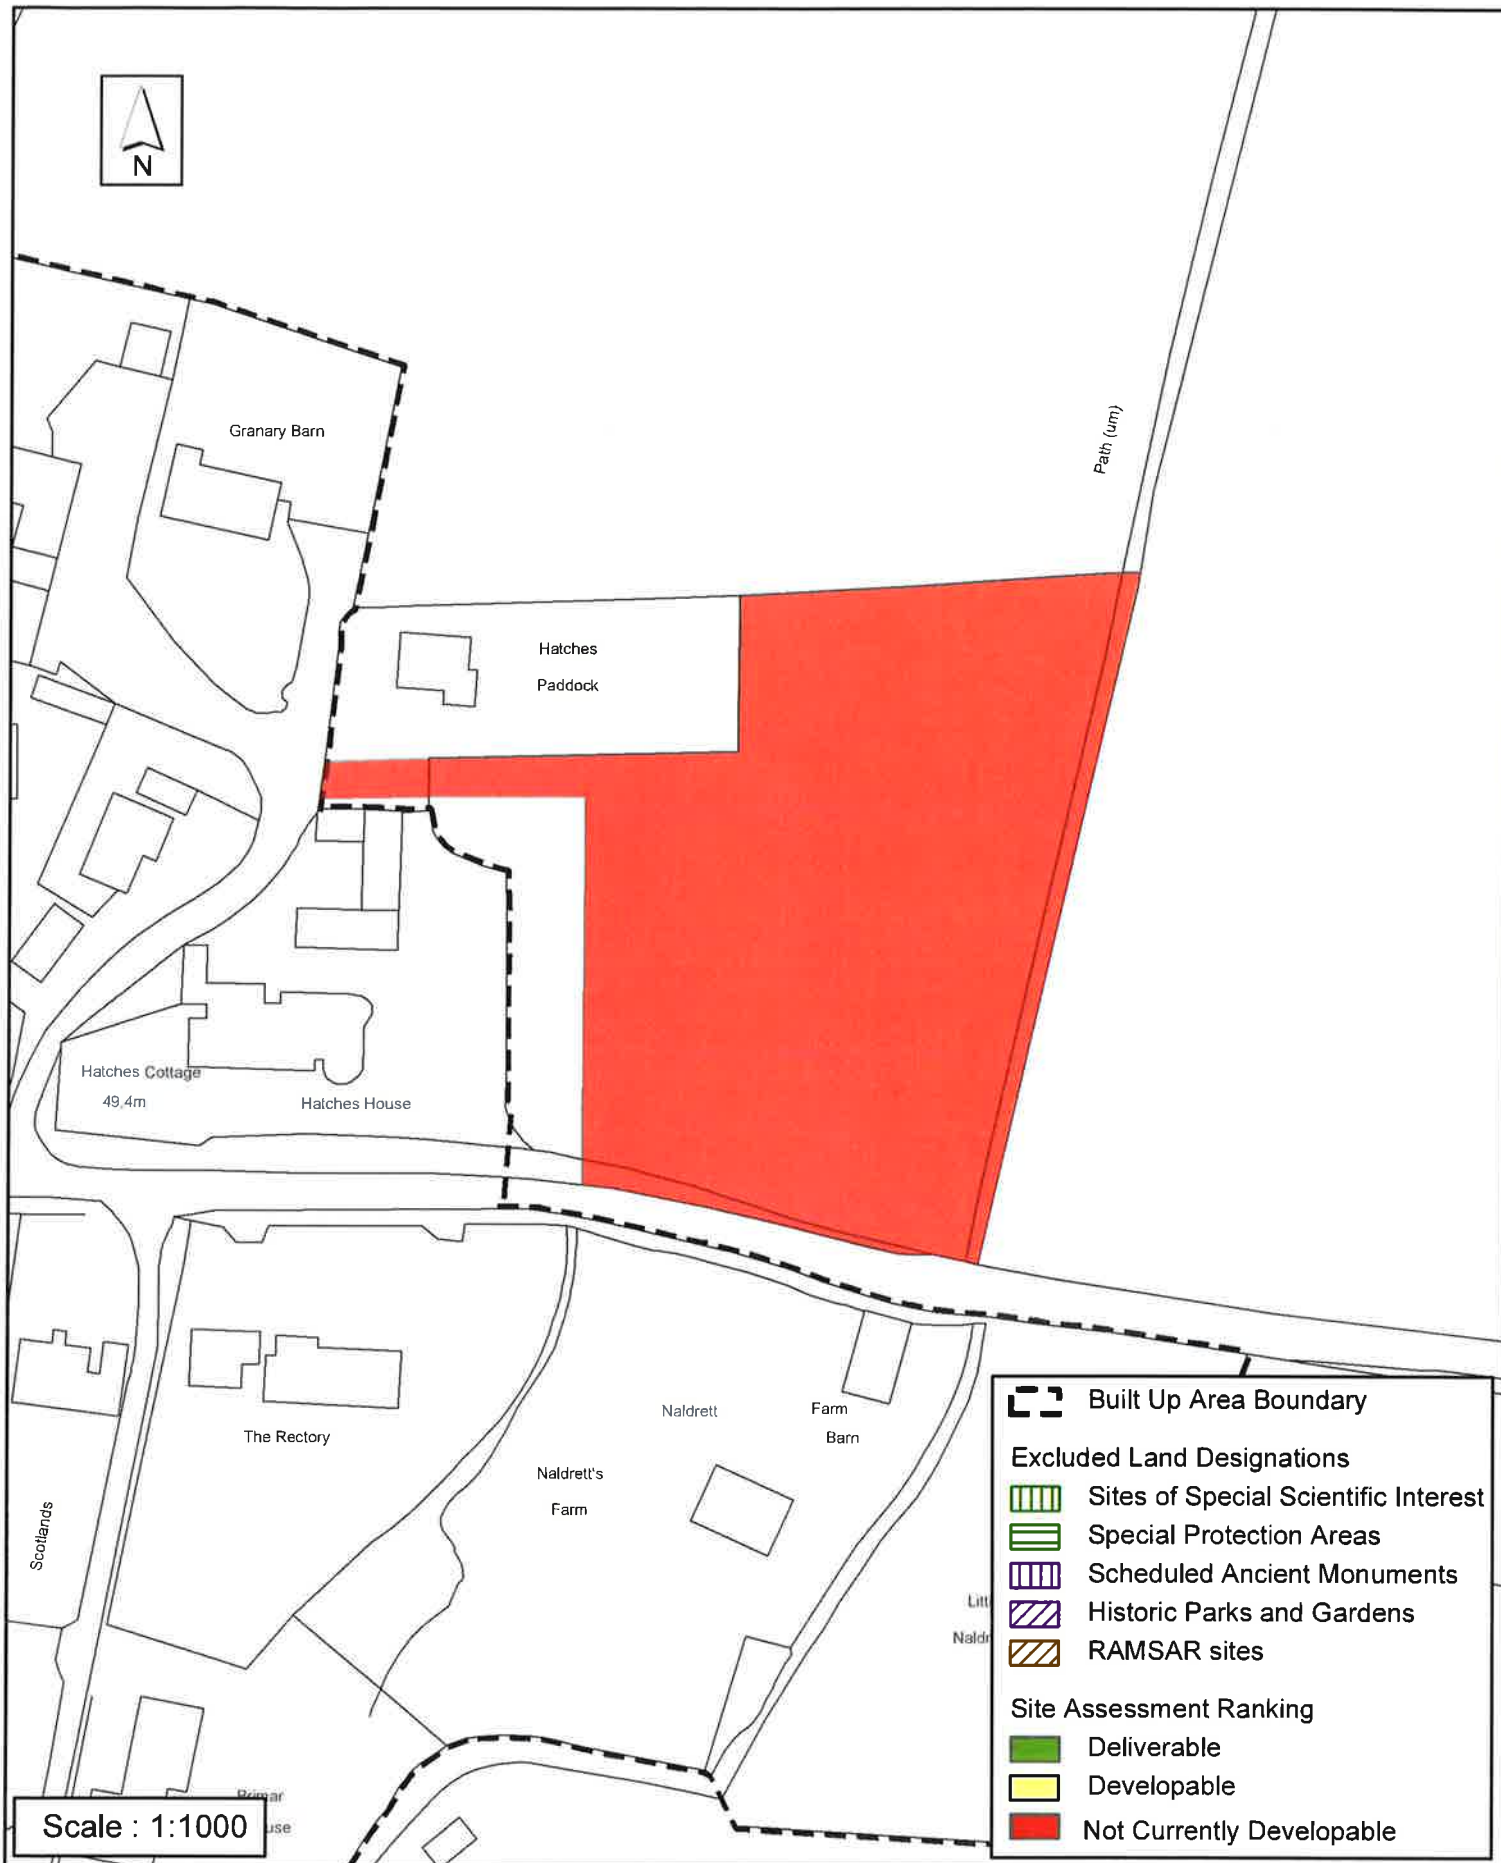 N
Granary Barn
Path (um)
Hatches
Paddock
Hatches Cottage
49.4m
Hatches House
The Rectory
Naldrett
Farm
Barn
Naldrett's
Farm
Scotlands
Built Up Area Boundary
Excluded Land Designations
Sites of Special Scientific Interest
Special Protection Areas
Scheduled Ancient Monuments
Historic Parks and Gardens
RAMSAR sites
Site Assessment Ranking
Deliverable
Developable
Not Currently Developable
Scale : 1:1000